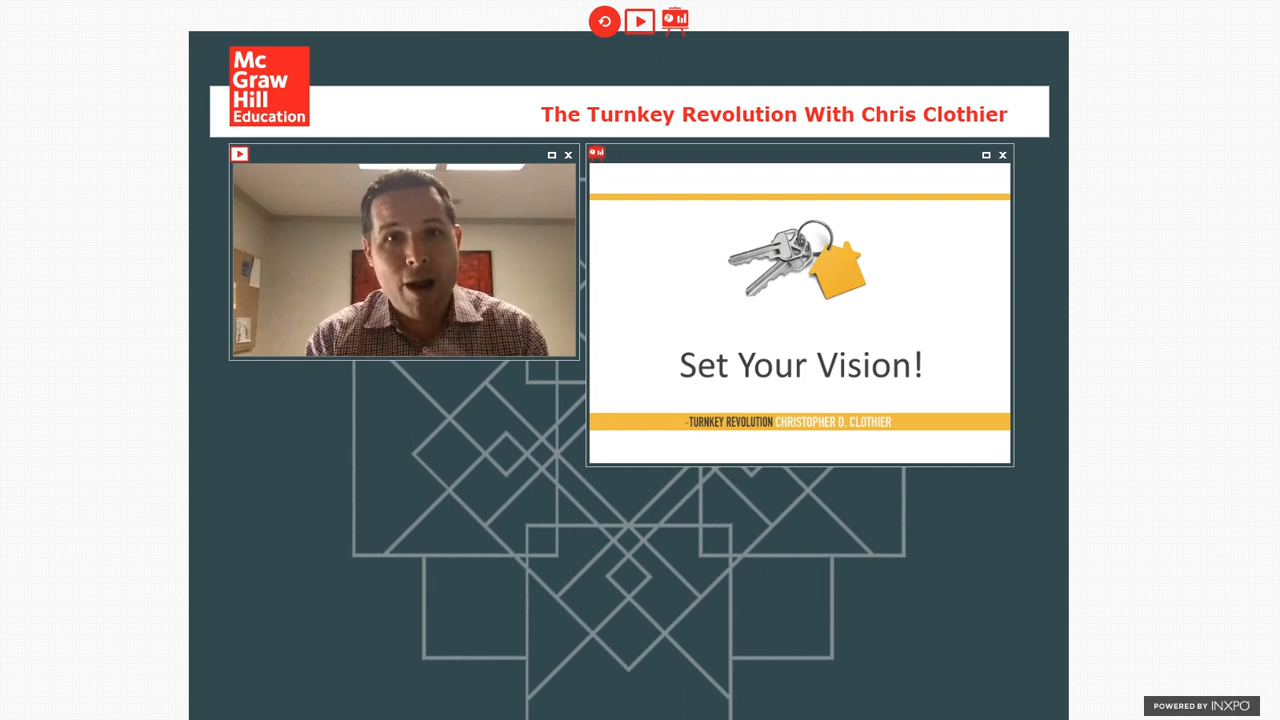 Mc
Graw
Hill
Education
The Turnkey Revolution With Chris Clothier
Set Your Vision!
-TURNKEY REVOLUTION CHRISTOPHER D. CLOTHIER
POWERED BY INXPO